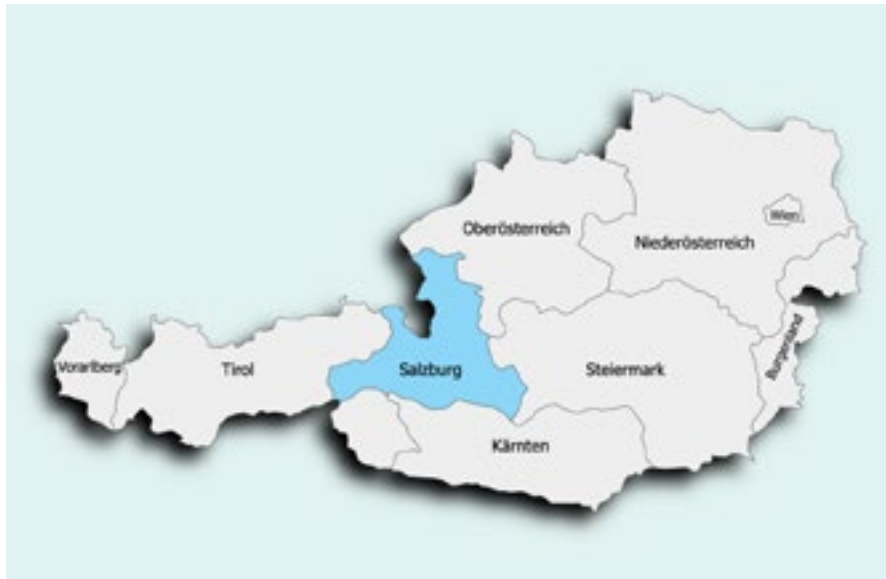 Wien
Oberösterreich
Niederösterreich
Burgenland
Vorarlberg
Tirol
Salzburg
Steiermark
Kärnten